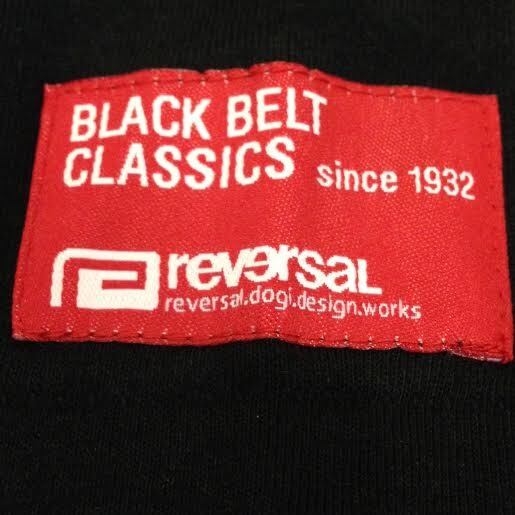 BLACK BELT
CLASSICS since 1932
reversal
reversal.dogi.design.works